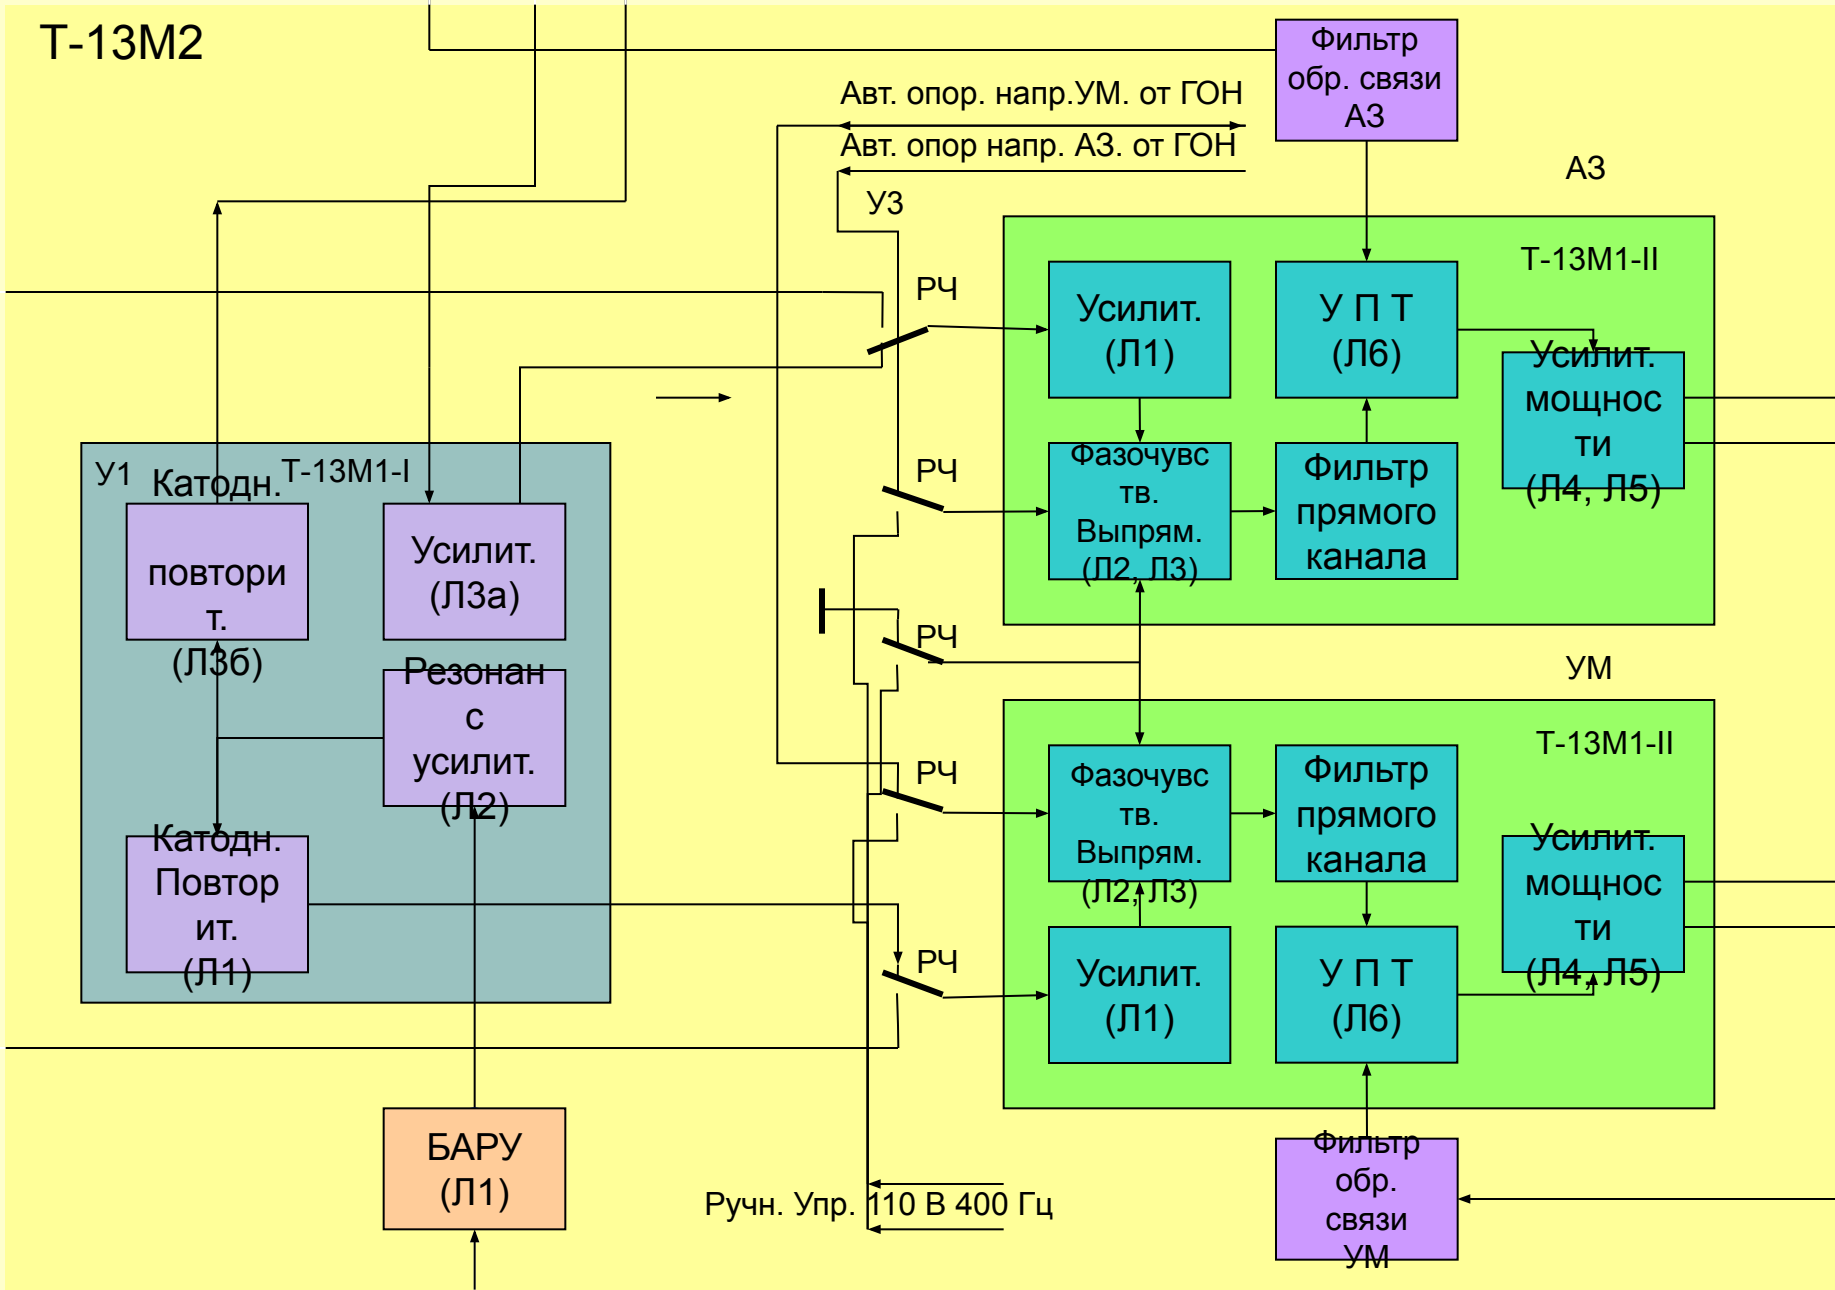 Т-13М2
Фильтр
обр. связи
АЗ
Авт. опор. напр.УМ. от ГОН
Авт. опор напр. АЗ. от ГОН
У3
АЗ
Т-13М1-II
РЧ
Усилит.
(Л1)
У П Т
(Л6)
Усилит.
мощнос
ти
(Л4, Л5)
РЧ
Фазочувс
тв.
Выпрям.
(Л2, Л3)
Фильтр
прямого
канала
У1
Т-13М1-I
Катодн.
повтори
т.
(Л3б)
Усилит.
(Л3а)
Резонан
с
усилит.
(Л2)
Катодн.
Повтор
ит.
(Л1)
РЧ
УМ
Т-13М1-II
РЧ
Фазочувс
тв.
Выпрям.
(Л2, Л3)
Фильтр
прямого
канала
Усилит.
мощнос
ти
(Л4, Л5)
РЧ
Усилит.
(Л1)
У П Т
(Л6)
БАРУ
(Л1)
Ручн. Упр. 110 В 400 Гц
Фильтр
обр.
связи
УМ